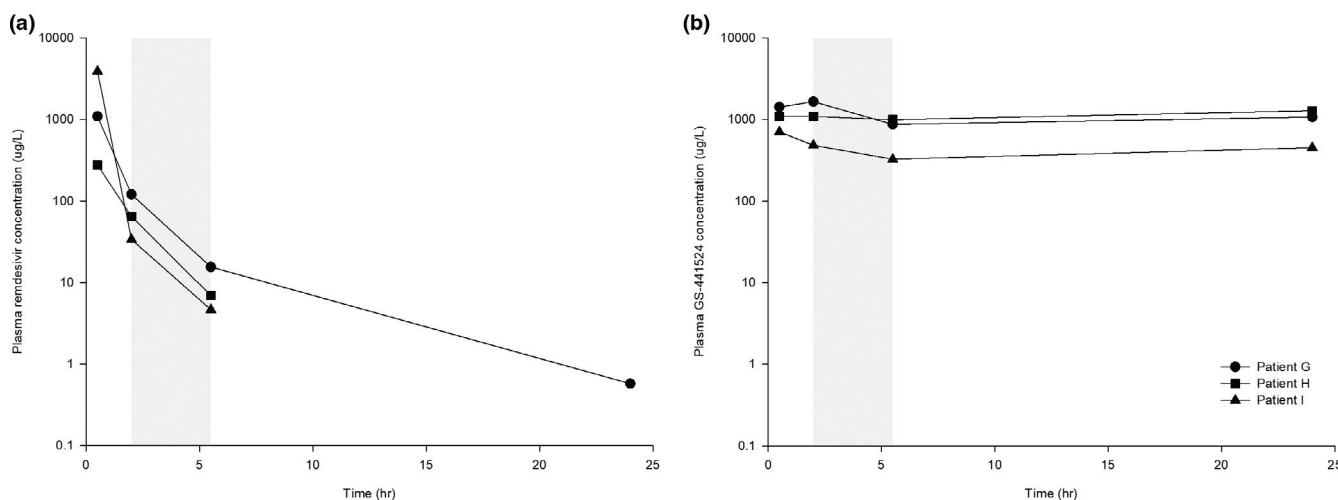 (a)
10000
1000
100
10
1
0.1
Plasma remdesivir concentration (ug/L)
0
5
10
15
20
25
Time (hr)
(b)
10000
1000
100
10
1
0.1
Plasma GS-441524 concentration (ug/L)
Patient G
Patient H
Patient I
0
5
10
15
20
25
Time (hr)